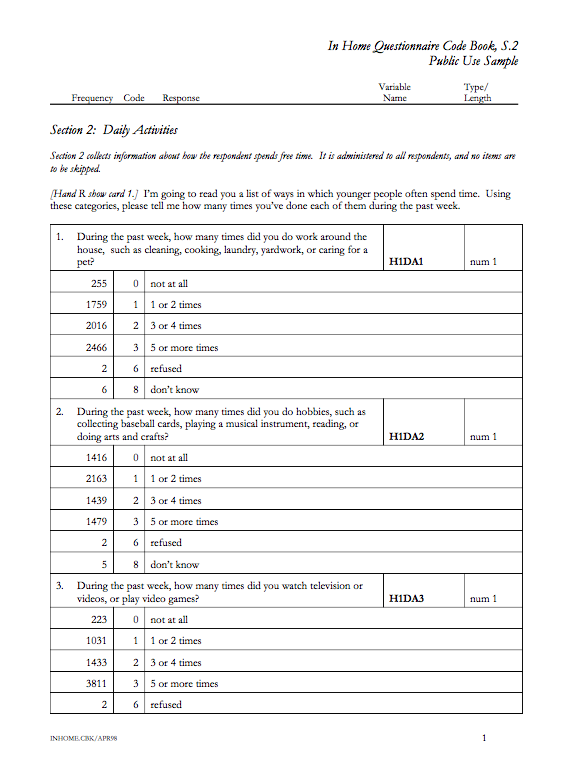 In Home Questionnaire Code Book, S.2
Public Use Sample
Variable Type/
Frequency Code Response Name Length
Section 2: Daily Activities
Section 2 collects information about how the respondent spends free time. It is administered to all respondents, and no items are
to be skipped.
[Hand R show card 1.] I'm going to read you a list of ways in which younger people often spend time. Using
these categories, please tell me how many times you've done each of them during the past week.
1. During the past week, how many times did you do work around the
house, such as cleaning, cooking, laundry, yardwork, or caring for a
pet? H1DA1 num 1
255 0 not at all
1759 1 1 or 2 times
2016 2 3 or 4 times
2466 3 5 or more times
2 6 refused
6 8 don't know
2. During the past week, how many times did you do hobbies, such as
collecting baseball cards, playing a musical instrument, reading, or
doing arts and crafts? H1DA2 num 1
1416 0 not at all
2163 1 1 or 2 times
1439 2 3 or 4 times
1479 3 5 or more times
2 6 refused
5 8 don't know
3. During the past week, how many times did you watch television or
videos, or play video games? H1DA3 num 1
223 0 not at all
1031 1 1 or 2 times
1433 2 3 or 4 times
3811 3 5 or more times
2 6 refused
INHOME.CBK/APR98 1